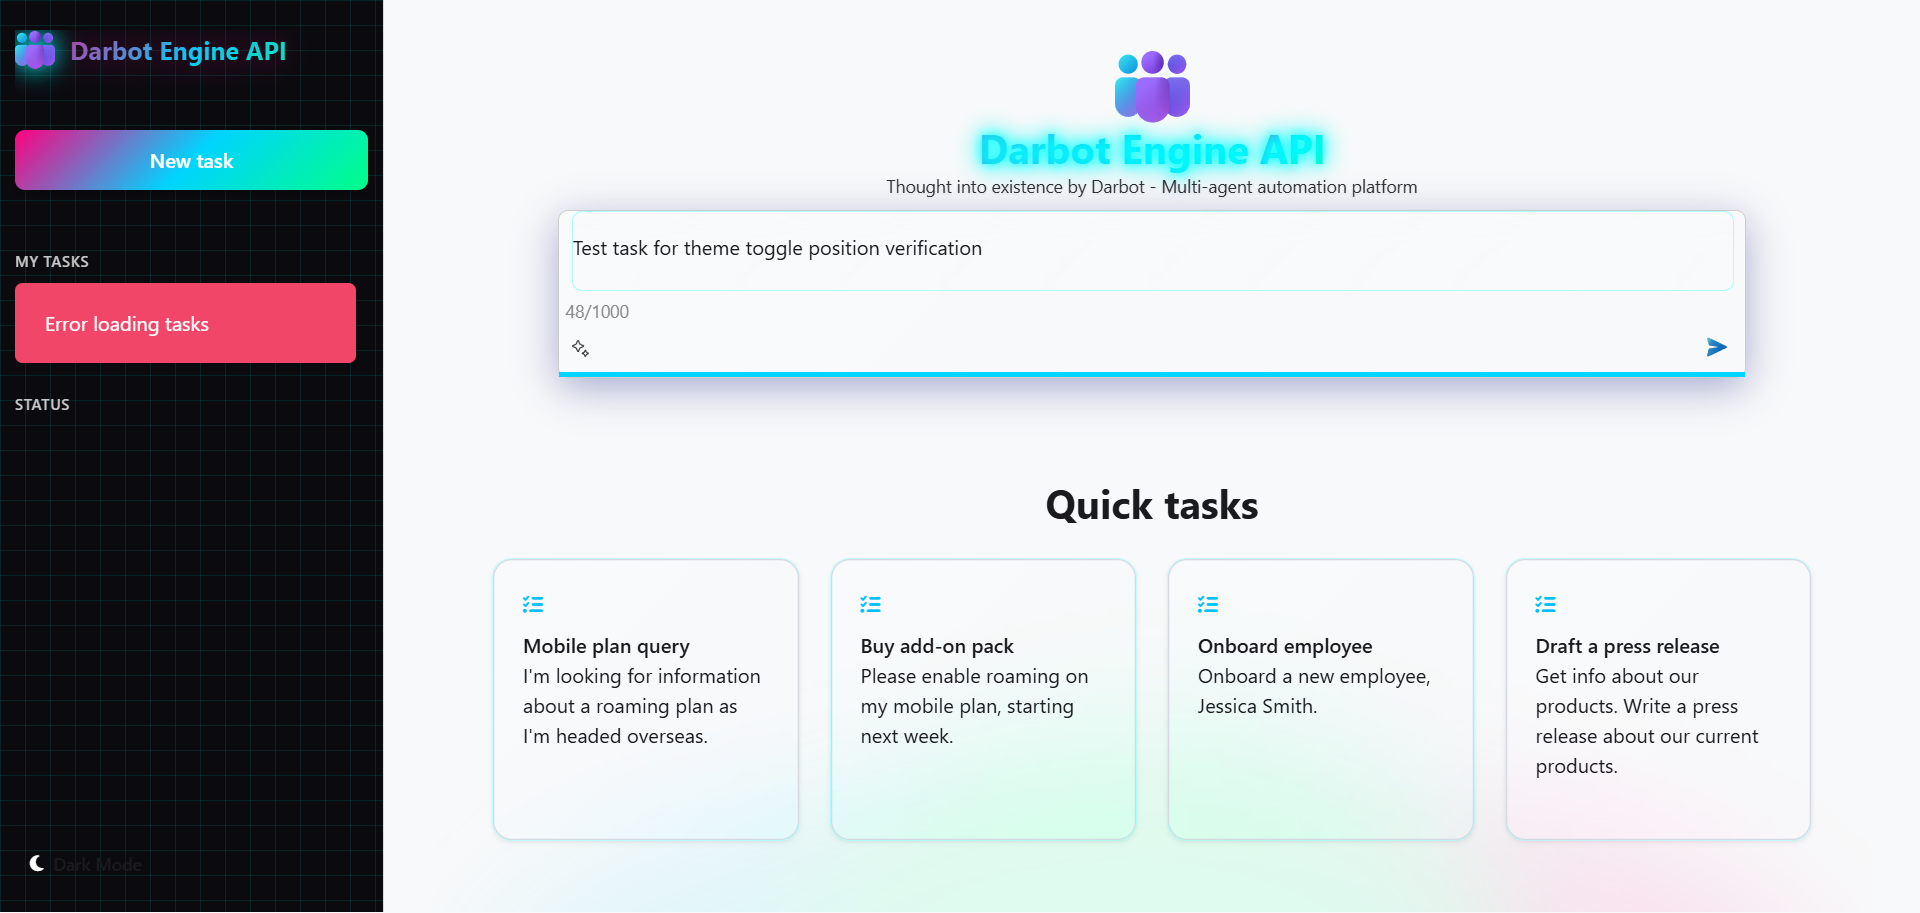 Darbot Engine API
New task
MY TASKS
Error loading tasks
STATUS
Dark Mode
Darbot Engine API
Thought into existence by Darbot - Multi-agent automation platform
Test task for theme toggle position verification
48/1000
Quick tasks
Mobile plan query
I'm looking for information
about a roaming plan as
I'm headed overseas.
Buy add-on pack
Please enable roaming on
my mobile plan, starting
next week.
Onboard employee
Onboard a new employee,
Jessica Smith.
Draft a press release
Get info about our
products. Write a press
release about our current
products.